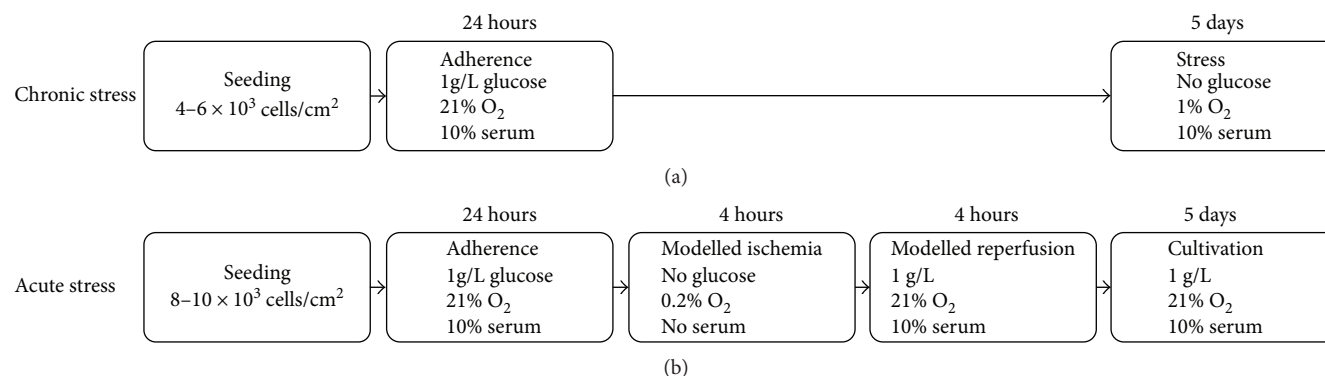 24 hours
5 days
Chronic stress
Seeding
4–6 × 10³ cells/cm²
Adherence
1g/L glucose
21% O₂
10% serum
Stress
No glucose
1% O₂
10% serum
(a)
24 hours
4 hours
4 hours
5 days
Acute stress
Seeding
8–10 × 10³ cells/cm²
Adherence
1g/L glucose
21% O₂
10% serum
Modelled ischemia
No glucose
0.2% O₂
No serum
Modelled reperfusion
1 g/L
21% O₂
10% serum
Cultivation
1 g/L
21% O₂
10% serum
(b)